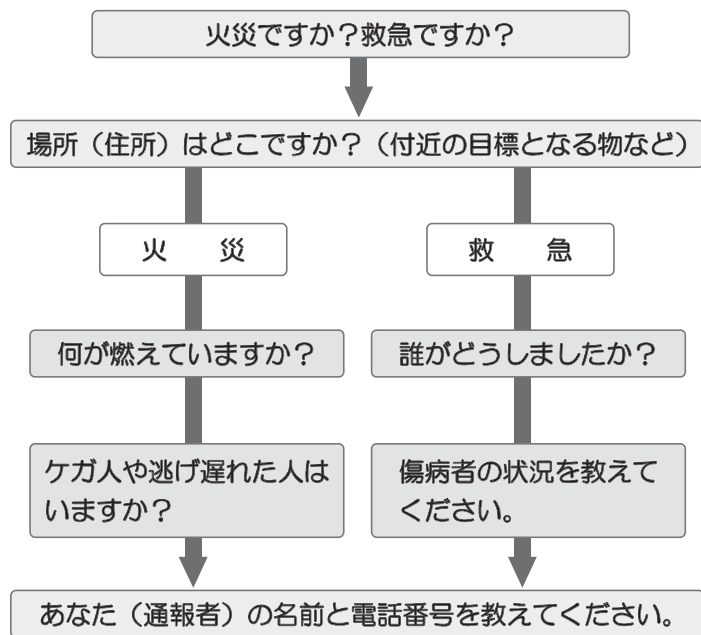 火災ですか？救急ですか？
場所（住所）はどこですか？（付近の目標となる物など）
火　　災
救　　急
何が燃えていますか？
誰がどうしましたか？
ケガ人や逃げ遅れた人は
いますか？
傷病者の状況を教えて
ください。
あなた（通報者）の名前と電話番号を教えてください。